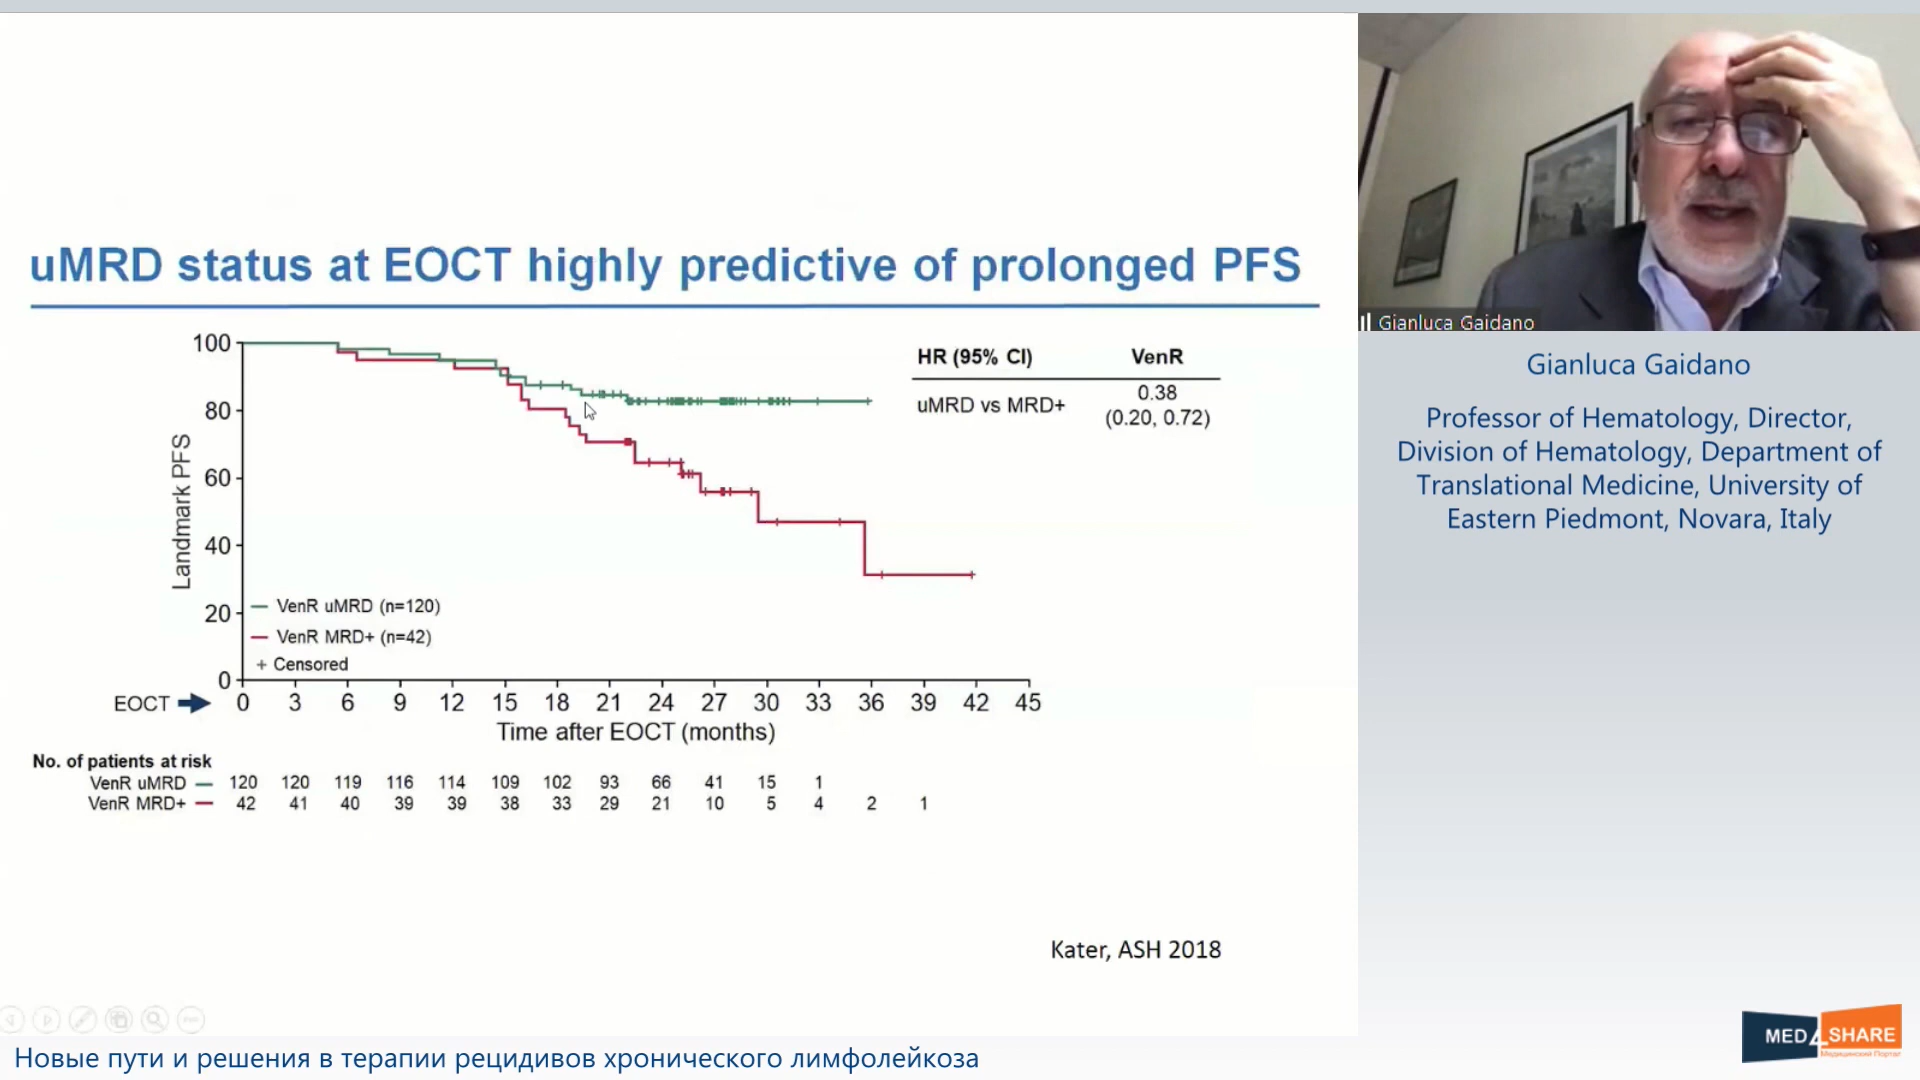 uMRD status at EOCT highly predictive of prolonged PFS
HR (95% CI) VenR
uMRD vs MRD+ 0.38 (0.20, 0.72)
Landmark PFS
100
80
60
40
20
0
VenR uMRD (n=120)
VenR MRD+ (n=42)
+ Censored
EOCT 0 3 6 9 12 15 18 21 24 27 30 33 36 39 42 45
Time after EOCT (months)
No. of patients at risk
VenR uMRD 120 120 119 116 114 109 102 93 66 41 15 1
VenR MRD+ 42 41 40 39 39 38 33 29 21 10 5 4 2 1
Kater, ASH 2018
Gianluca Gaidano
Gianluca Gaidano
Professor of Hematology, Director,
Division of Hematology, Department of
Translational Medicine, University of
Eastern Piedmont, Novara, Italy
MED4SHARE
Медицинский Портал
Новые пути и решения в терапии рецидивов хронического лимфолейкоза